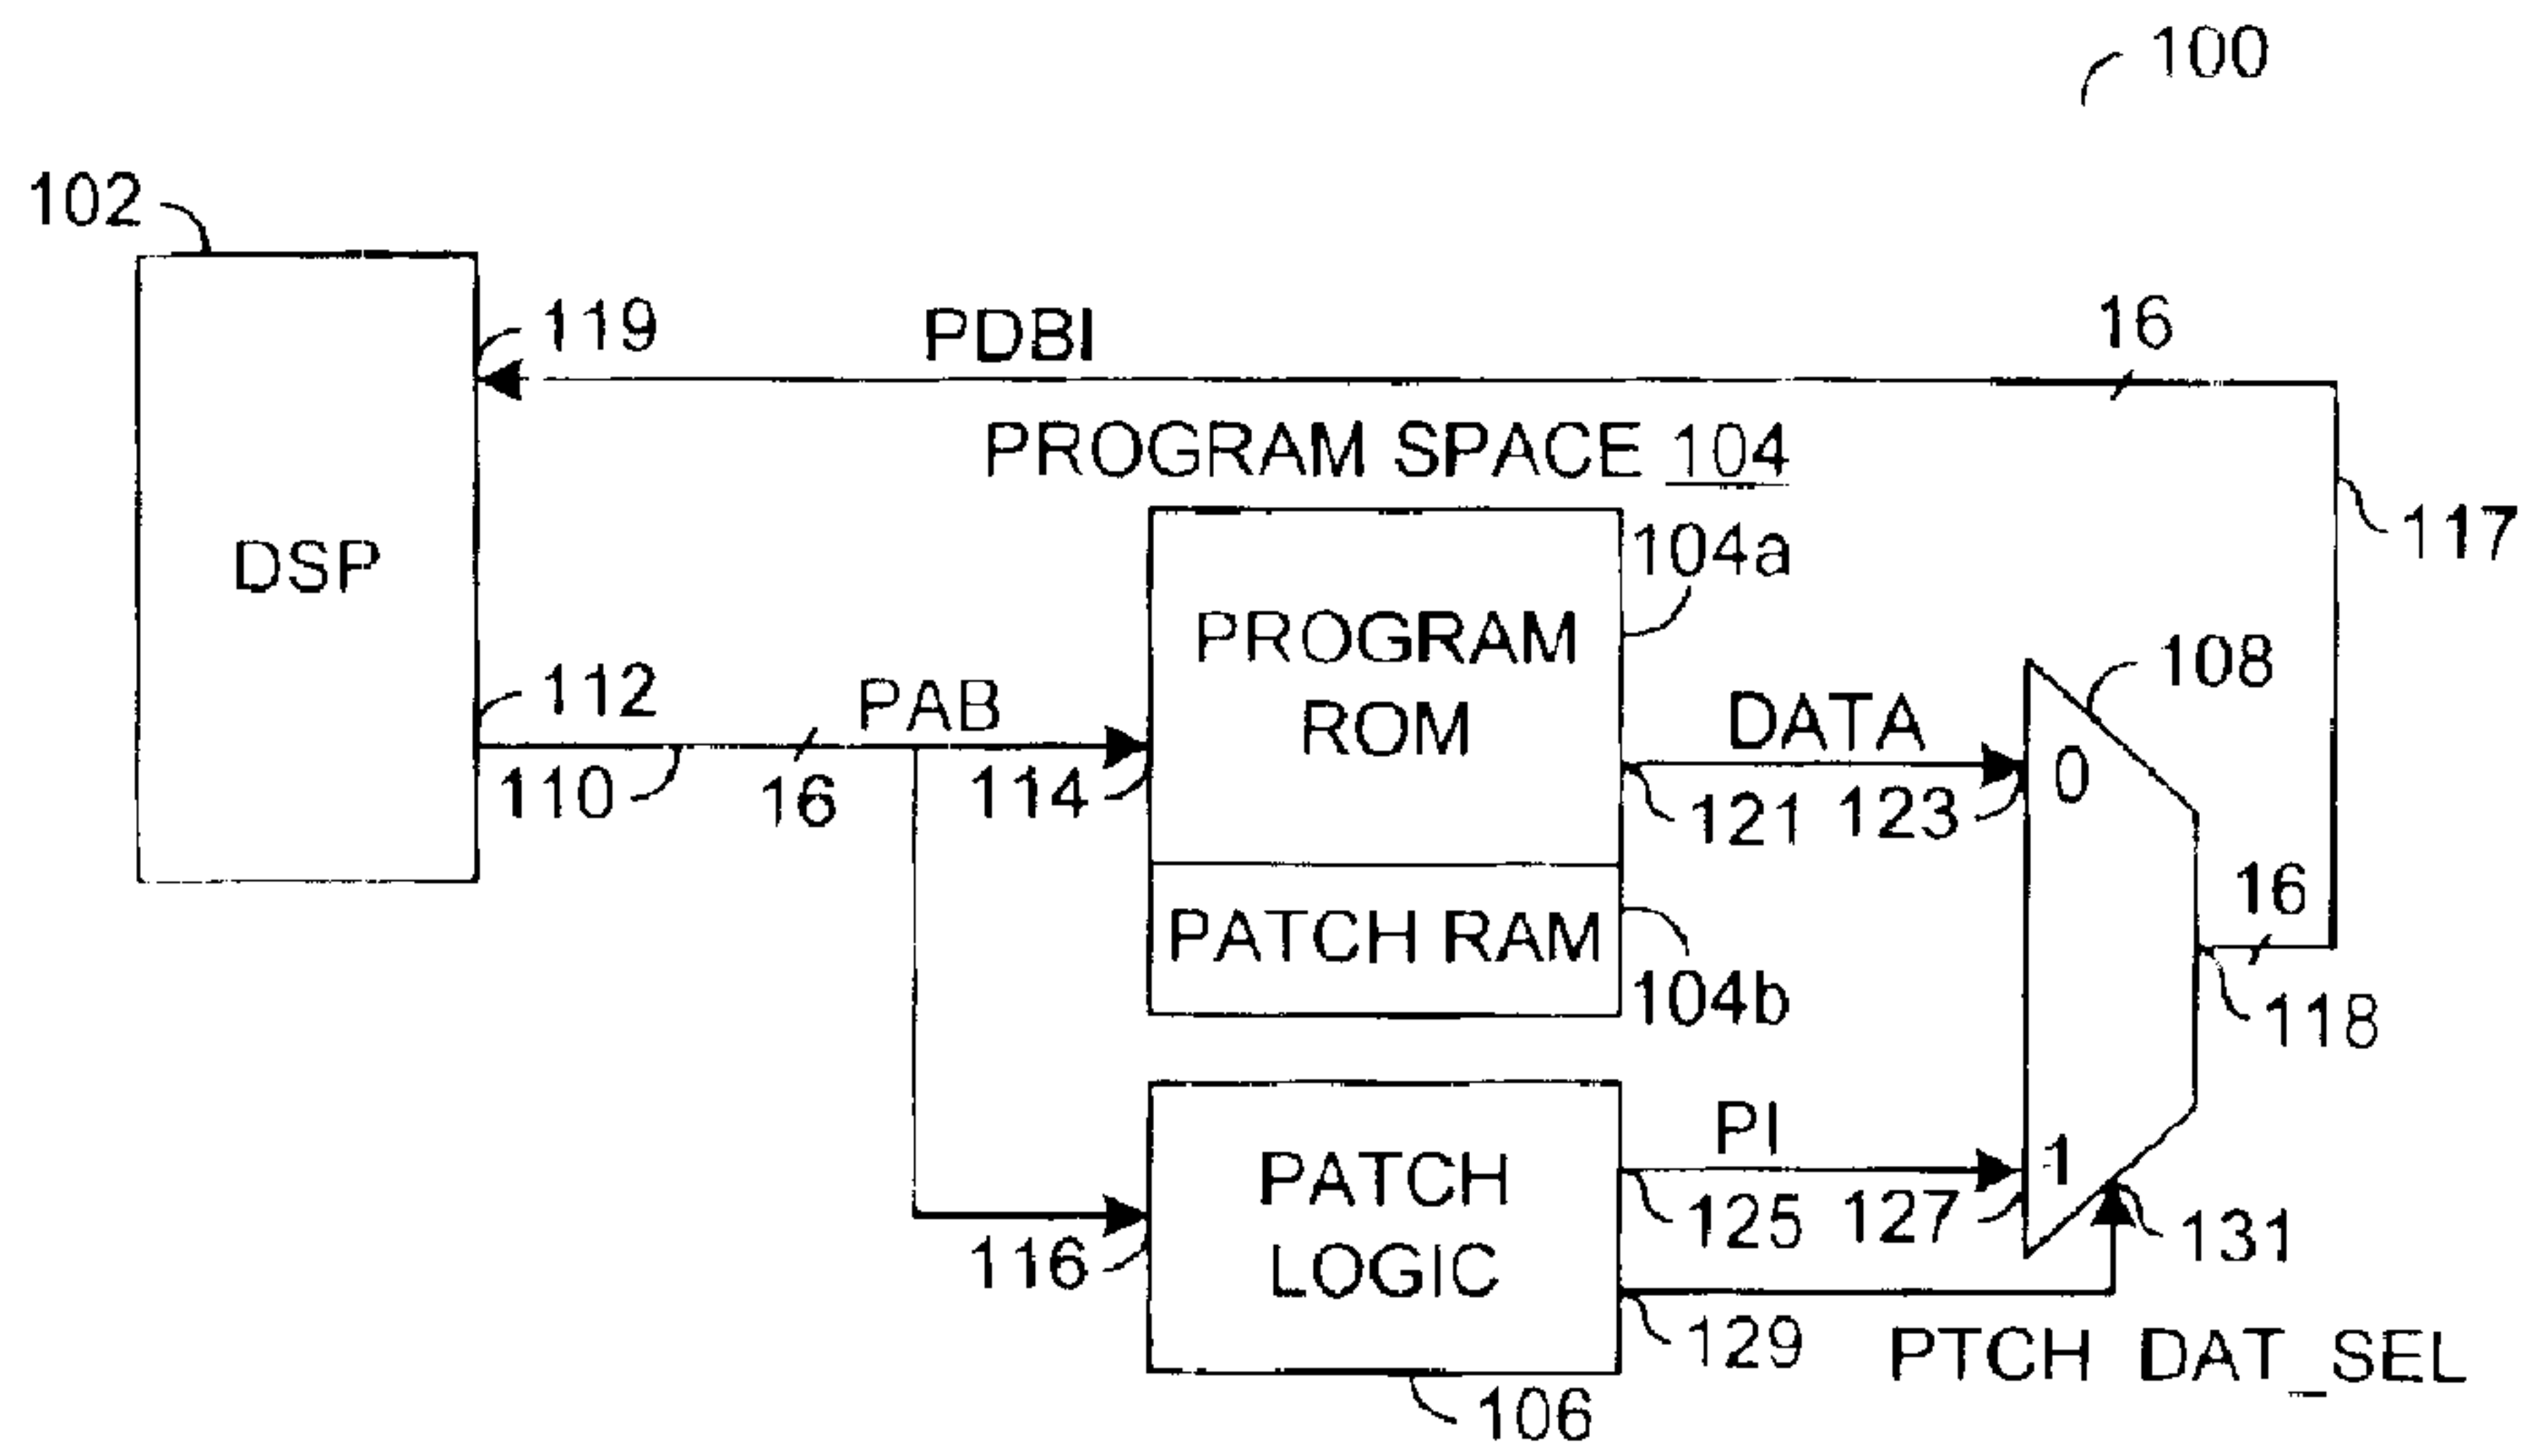 100
102
119
PDBI
16
PROGRAM SPACE 104
117
104a
DSP
PROGRAM
ROM
108
112
PAB
DATA
0
110
16
114
121
123
16
PATCH RAM
104b
118
PI
1
PATCH
LOGIC
125
127
131
116
129
PTCH DAT_SEL
106